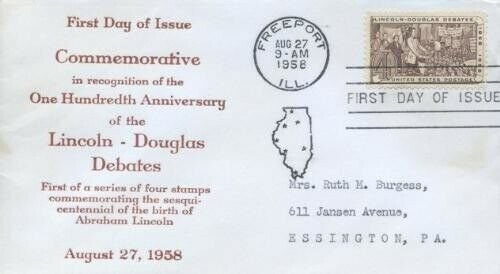 First Day of Issue
Commemorative
in recognition of the
One Hundredth Anniversary
of the
Lincoln - Douglas
Debates
First of a series of four stamps
commemorating the sesqui-
centennial of the birth of
Abraham Lincoln
August 27, 1958
FREEPORT
AUG 27
9-AM
1958
ILL.
LINCOLN-DOUGLAS DEBATES
UNITED STATES POSTAGE
FIRST DAY OF ISSUE
Mrs. Ruth M. Burgess,
611 Jansen Avenue,
ESSINGTON, PA.